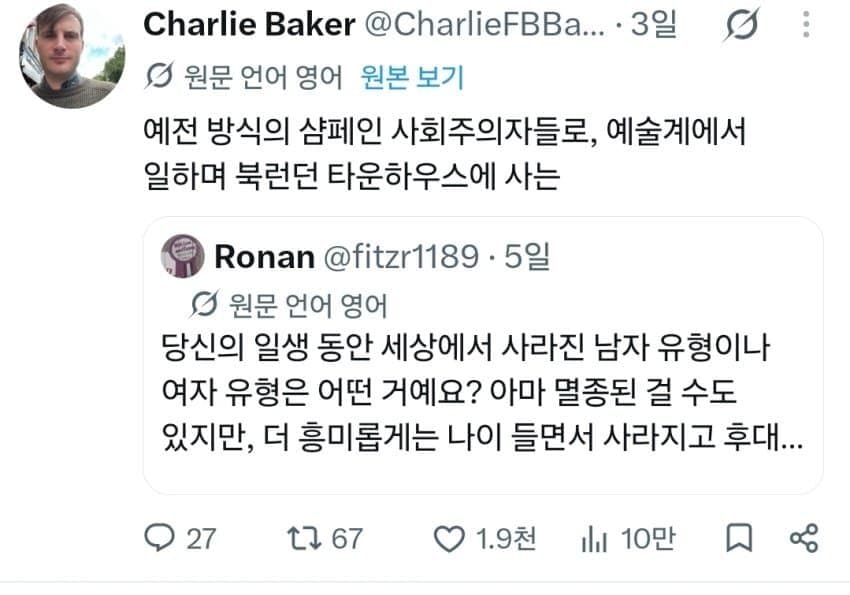 Charlie Baker @CharlieFBBa... · 3일
원문 언어 영어 원본 보기
예전 방식의 샴페인 사회주의자들로, 예술계에서
일하며 북런던 타운하우스에 사는
Ronan @fitzr1189 · 5일
원문 언어 영어
당신의 일생 동안 세상에서 사라진 남자 유형이나
여자 유형은 어떤 거예요? 아마 멸종된 걸 수도
있지만, 더 흥미롭게는 나이 들면서 사라지고 후대...
27 67 1.9천 10만